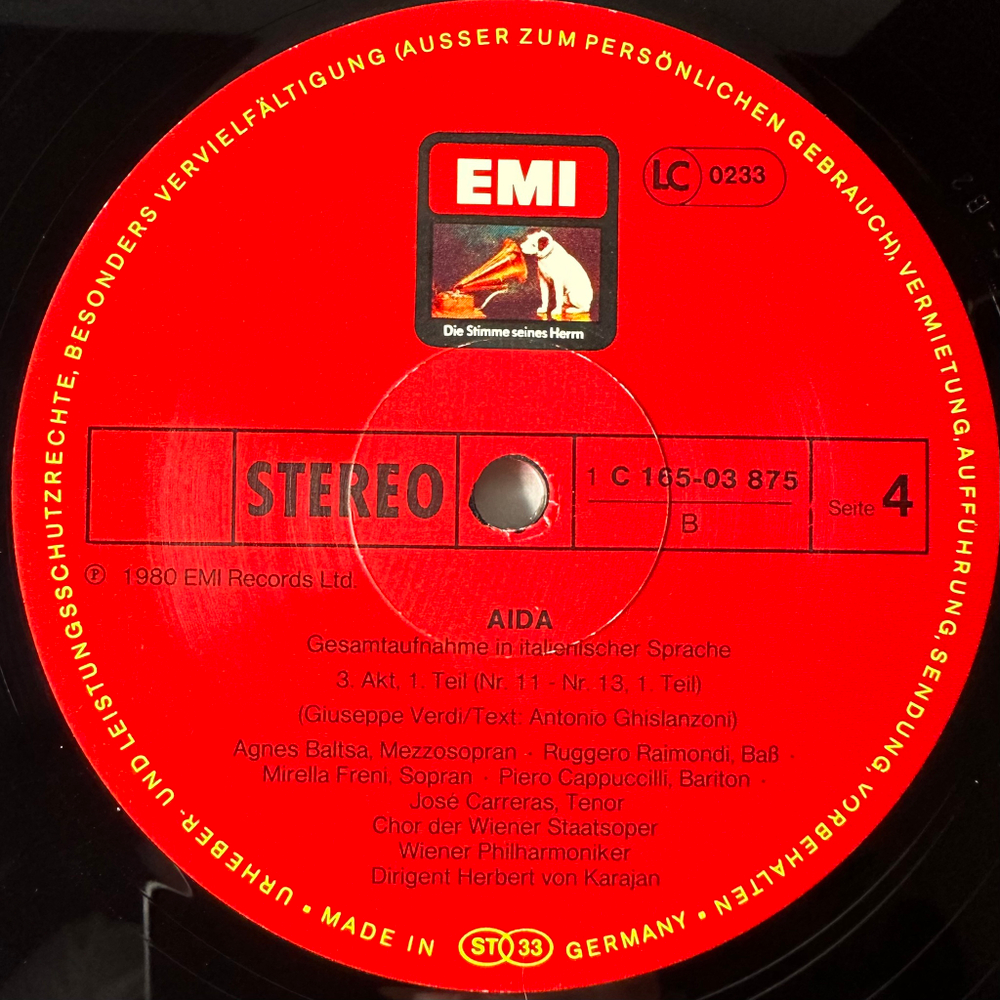 URHEBER- UND LEISTUNGSSCHUTZRECHTE, BESONDERS VERVIELFÄLTIGUNG (AUSSER ZUM PERSÖNLICHEN GEBRAUCH), VERMIETUNG, AUFFÜHRUNG, SENDUNG, VORBEHALTEN
EMI
LC 0233
Die Stimme seines Herrn
STEREO
1 C 165-03 875
B
Seite 4
℗ 1980 EMI Records Ltd.
AIDA
Gesamtaufnahme in italienischer Sprache
3. Akt, 1. Teil (Nr. 11 - Nr. 13, 1. Teil)
(Giuseppe Verdi/Text: Antonio Ghislanzoni)
Agnes Baltsa, Mezzosopran · Ruggero Raimondi, Baß ·
Mirella Freni, Sopran · Piero Cappuccilli, Bariton ·
José Carreras, Tenor
Chor der Wiener Staatsoper
Wiener Philharmoniker
Dirigent Herbert von Karajan
• MADE IN ST 33 GERMANY •